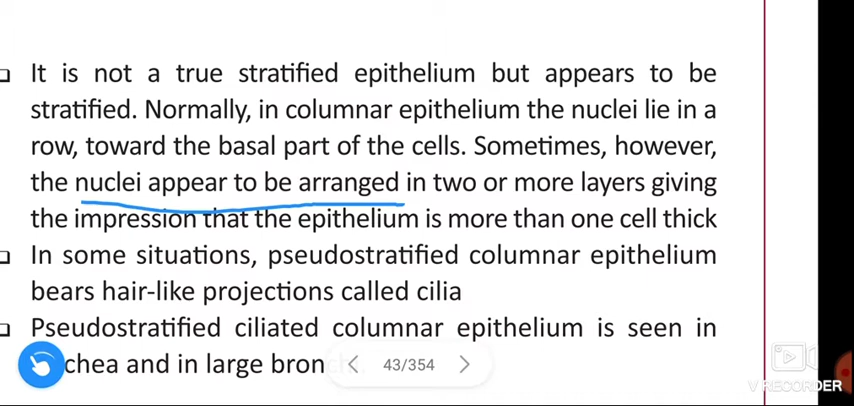 It is not a true stratified epithelium but appears to be
stratified. Normally, in columnar epithelium the nuclei lie in a
row, toward the basal part of the cells. Sometimes, however,
the nuclei appear to be arranged in two or more layers giving
the impression that the epithelium is more than one cell thick
In some situations, pseudostratified columnar epithelium
bears hair-like projections called cilia
Pseudostratified ciliated columnar epithelium is seen in
and in large
43/354
V RECORDER